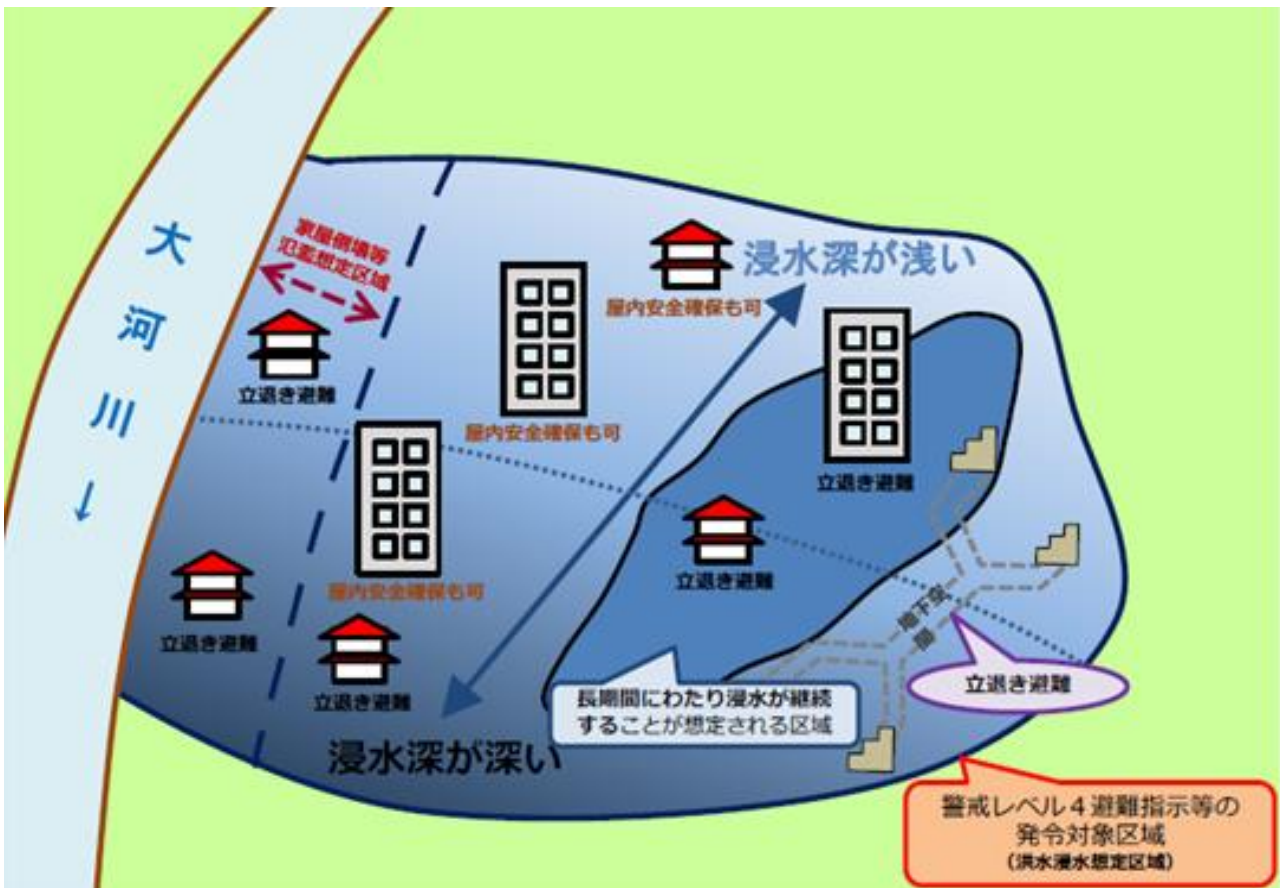 大河川↓
家屋倒壊等
氾濫想定区域
立退き避難
屋内安全確保も可
屋内安全確保も可
浸水深が浅い
立退き避難
屋内安全確保も可
立退き避難
立退き避難
立退き避難
浸水深が深い
長期間にわたり浸水が継続
することが想定される区域
地下空間
立退き避難
警戒レベル4避難指示等の
発令対象区域
(洪水浸水想定区域)